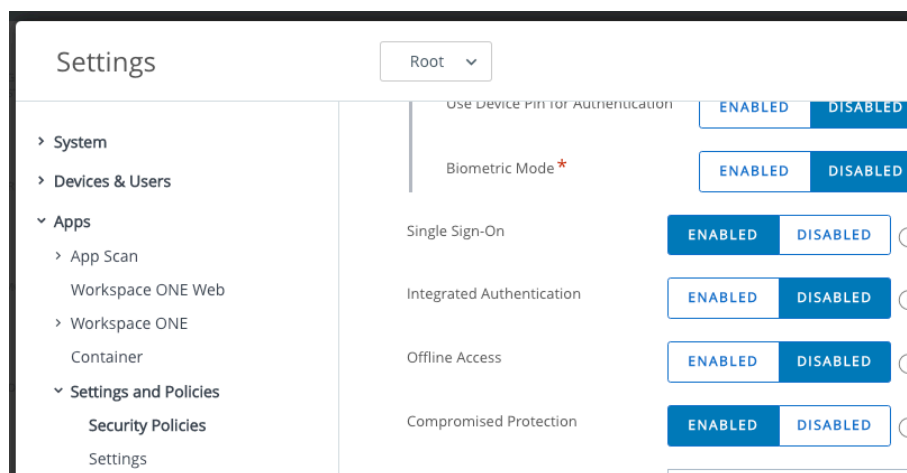 Settings
Root
System
Devices & Users
Apps
App Scan
Workspace ONE Web
Workspace ONE
Container
Settings and Policies
Security Policies
Settings
Use Device Pin for Authentication ENABLED DISABLED
Biometric Mode* ENABLED DISABLED
Single Sign-On ENABLED DISABLED
Integrated Authentication ENABLED DISABLED
Offline Access ENABLED DISABLED
Compromised Protection ENABLED DISABLED